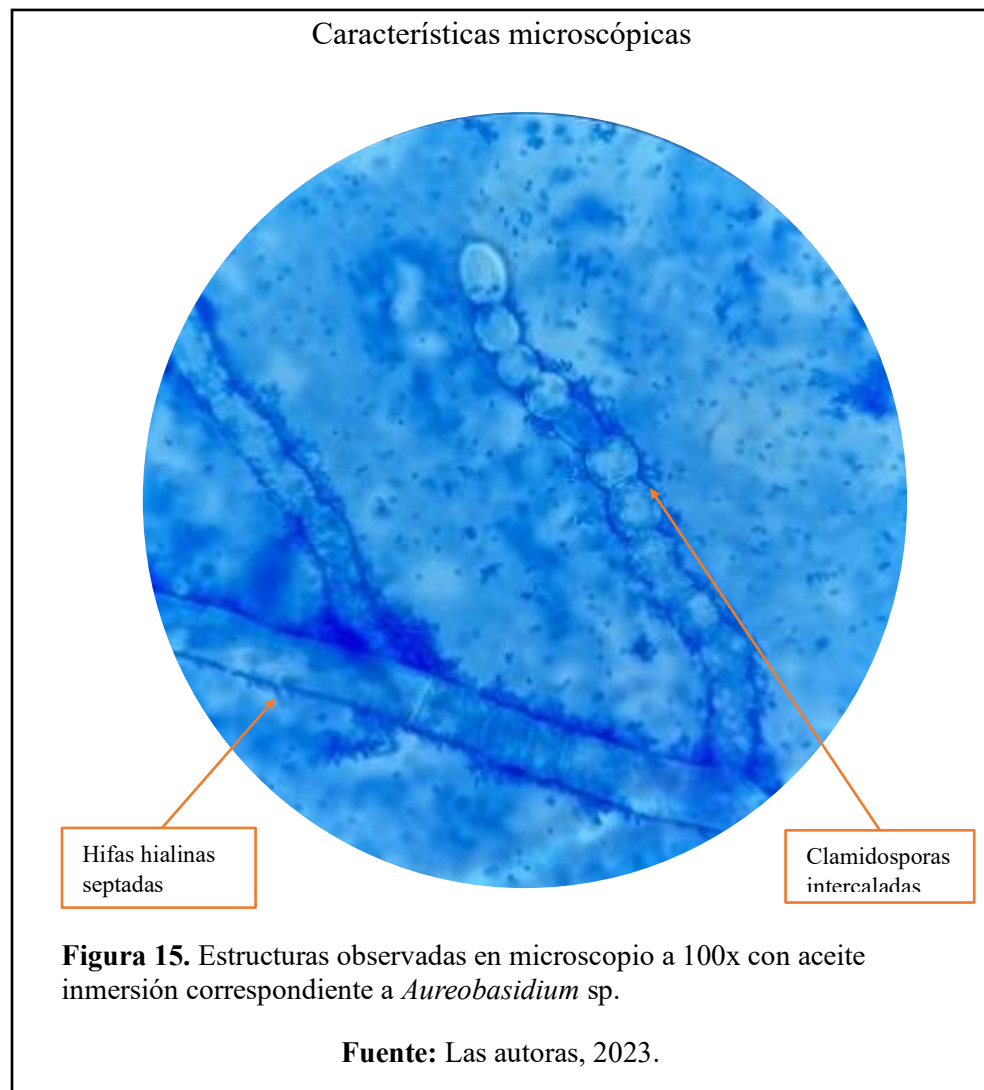 Características microscópicas
Hifas hialinas
septadas
Clamidosporas
intercaladas
Figura 15. Estructuras observadas en microscopio a 100x con aceite
inmersión correspondiente a Aureobasidium sp.
Fuente: Las autoras, 2023.